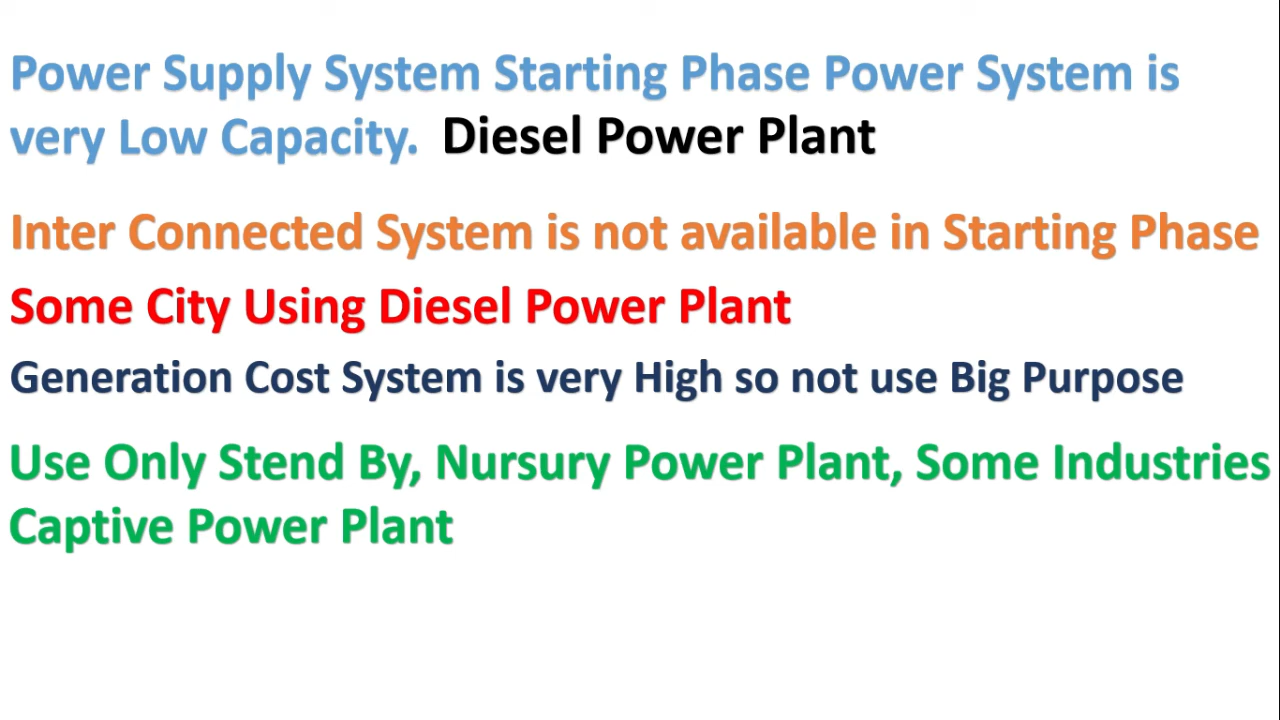 Power Supply System Starting Phase Power System is
very Low Capacity. Diesel Power Plant
Inter Connected System is not available in Starting Phase
Some City Using Diesel Power Plant
Generation Cost System is very High so not use Big Purpose
Use Only Stend By, Nursury Power Plant, Some Industries
Captive Power Plant